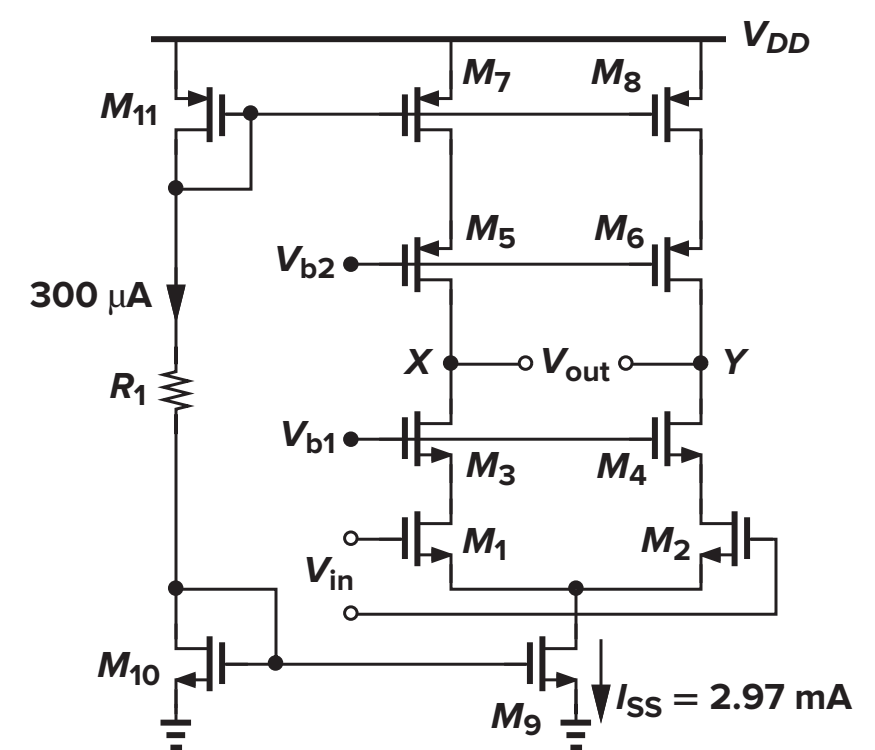 V_DD
M_11
M_7
M_8
M_5
M_6
V_b2
300 μA
X
V_out
Y
R_1
V_b1
M_3
M_4
M_1
M_2
V_in
M_10
M_9
I_SS = 2.97 mA